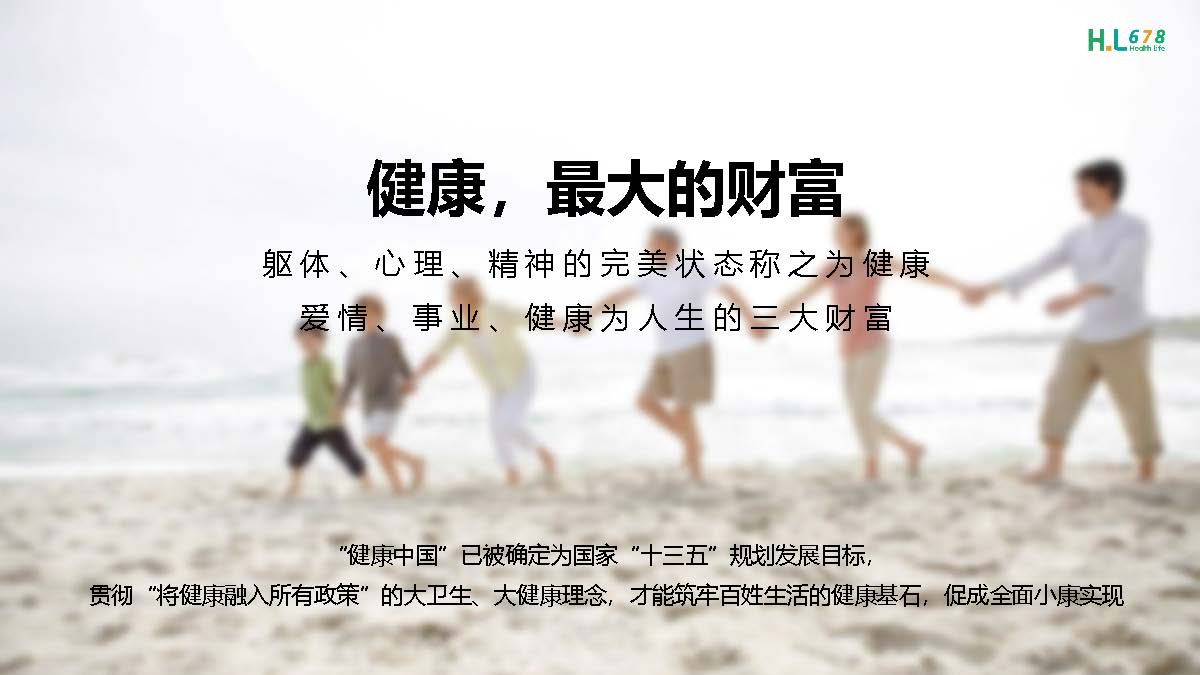 H.L 678
Health Life
健康，最大的财富
躯体、心理、精神的完美状态称之为健康
爱情、事业、健康为人生的三大财富
“健康中国”已被确定为国家“十三五”规划发展目标，
贯彻“将健康融入所有政策”的大卫生、大健康理念，才能筑牢百姓生活的健康基石，促成全面小康实现